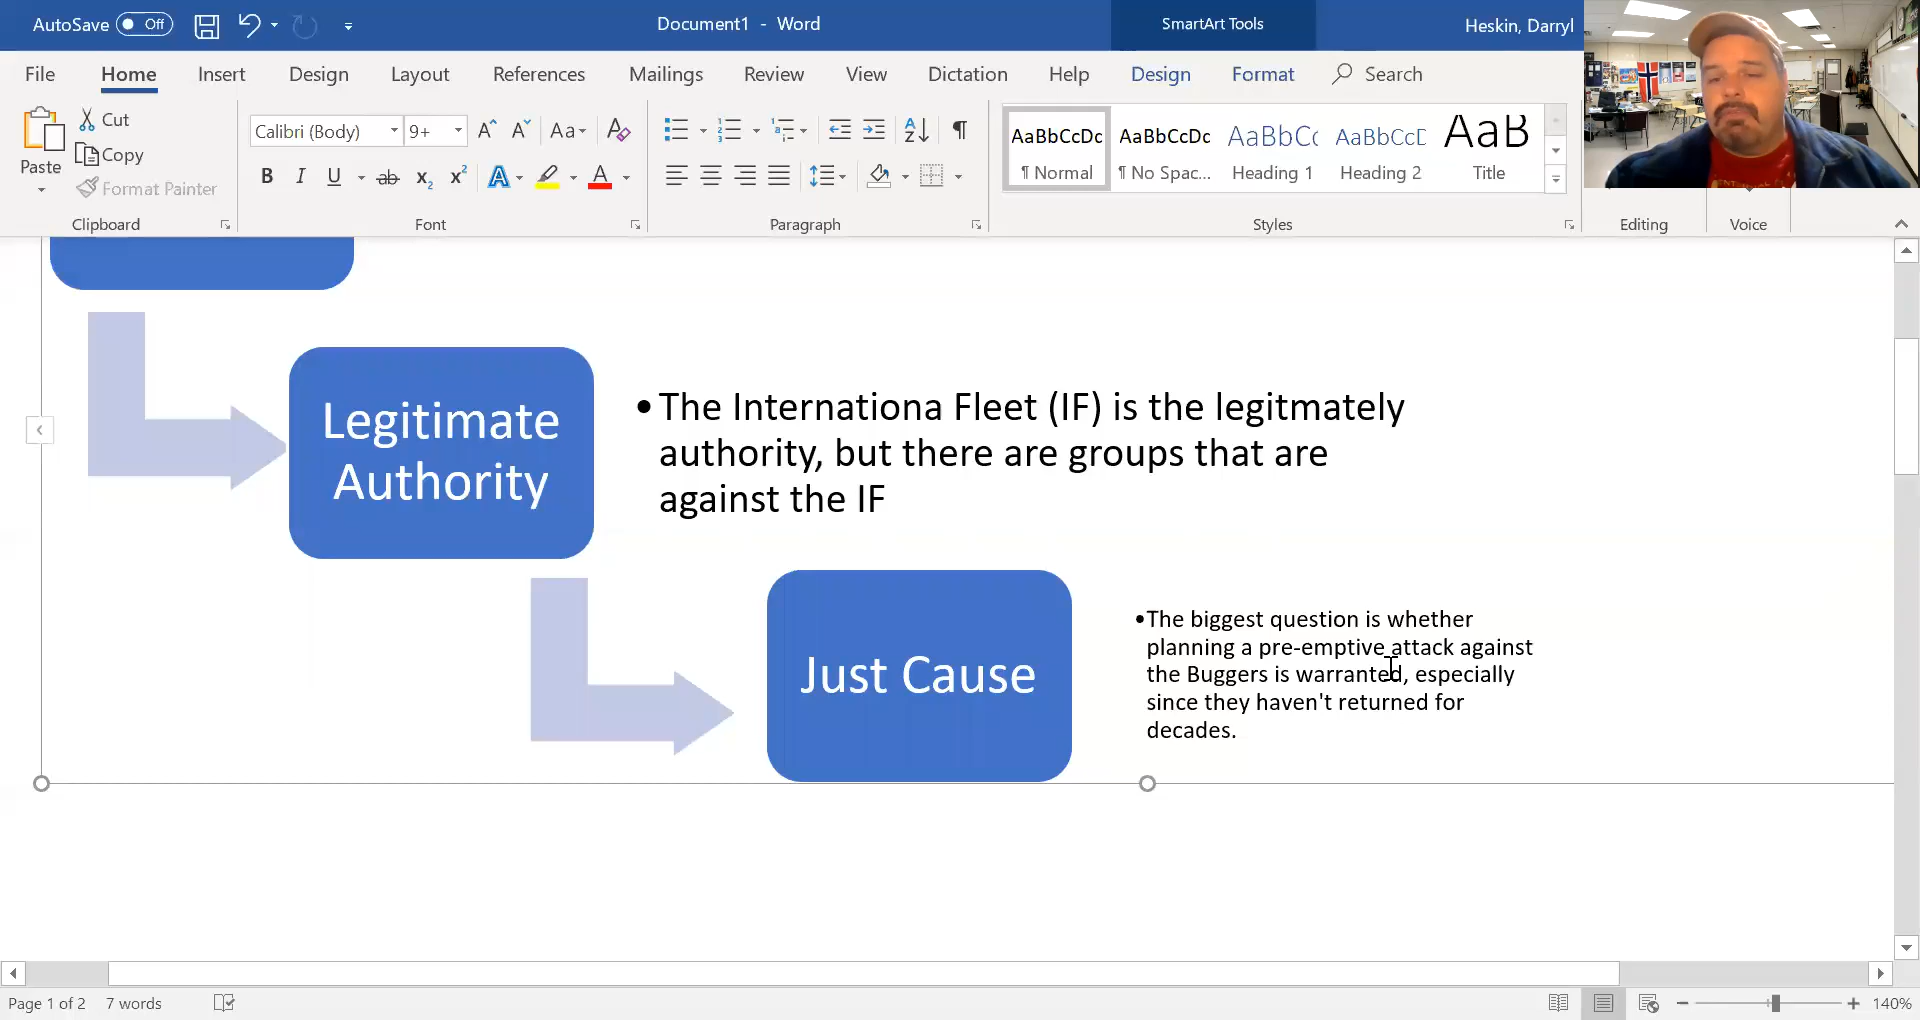 AutoSave Off Document1 - Word SmartArt Tools Heskin, Darryl
File Home Insert Design Layout References Mailings Review View Dictation Help Design Format Search
Paste Cut
Copy
Format Painter
Clipboard
Calibri (Body) 9+ Aa
B I U ab x₂ x² A A
Font
Paragraph
AaBbCcDc AaBbCcDc AaBbCc AaBbCcD AaB
¶ Normal ¶ No Spac... Heading 1 Heading 2 Title
Styles
Editing
Voice
Legitimate
Authority
•The Internationa Fleet (IF) is the legitmately
authority, but there are groups that are
against the IF
Just Cause
•The biggest question is whether
planning a pre-emptive attack against
the Buggers is warranted, especially
since they haven't returned for
decades.
Page 1 of 2 7 words 140%